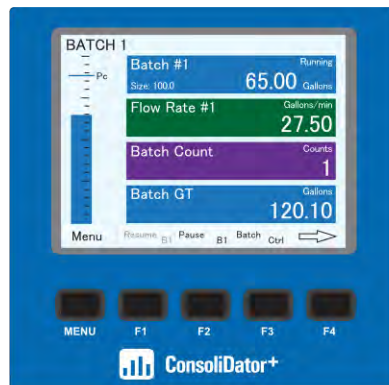 BATCH 1
Pc
Batch #1 Running
Size: 100.0 65.00 Gallons
Flow Rate #1 Gallons/min
27.50
Batch Count Counts
1
Batch GT Gallons
120.10
Menu Resume B1 Pause B1 Batch Ctrl
MENU F1 F2 F3 F4
ConsoliDator+